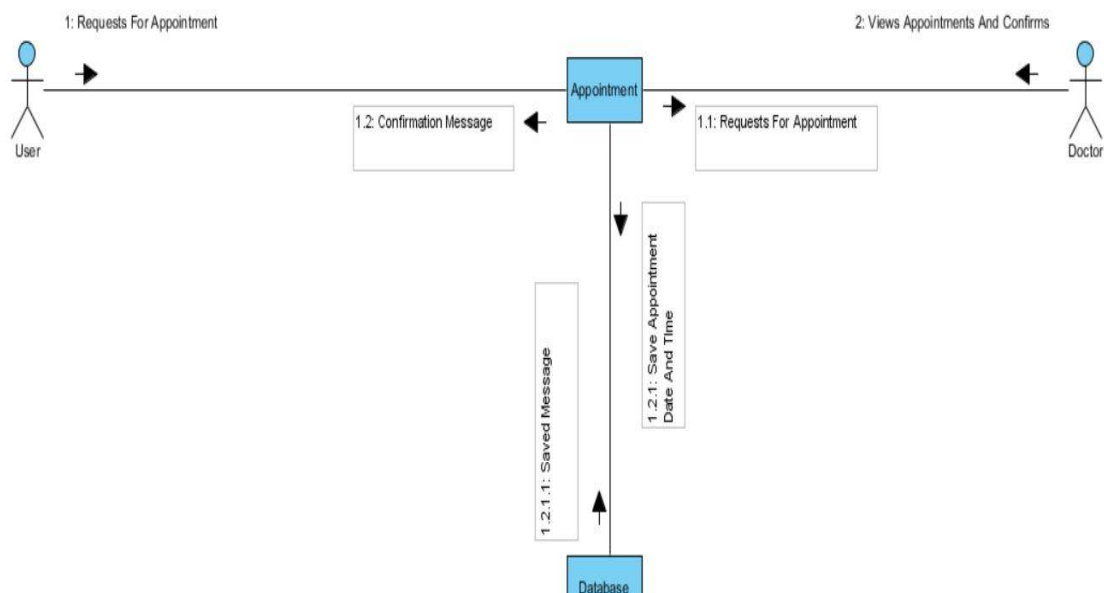 1: Requests For Appointment
2: Views Appointments And Confirms
Appointment
1.2: Confirmation Message
1.1: Requests For Appointment
User
Doctor
1.2.1: Save Appointment
Date And TIme
1.2.1.1: Saved Message
Database